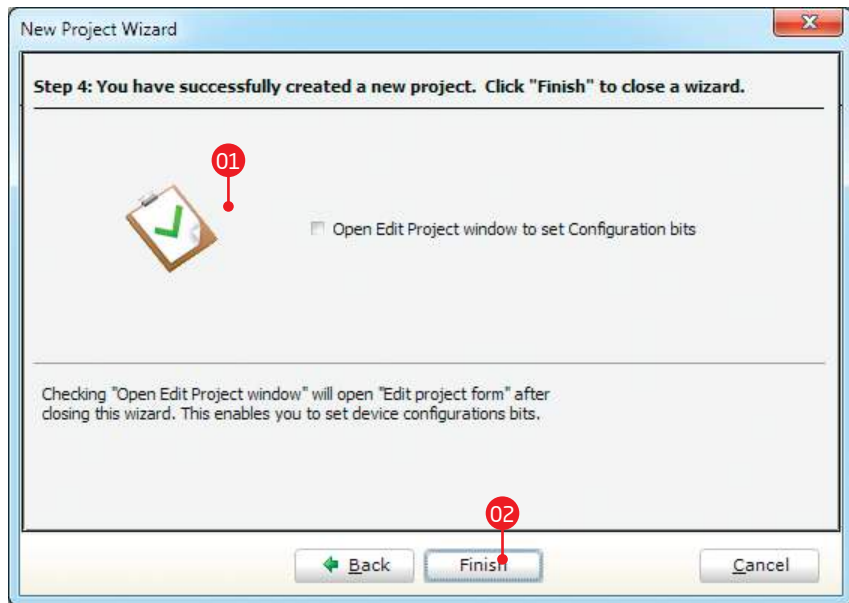 New Project Wizard
Step 4: You have successfully created a new project. Click "Finish" to close a wizard.
01
Open Edit Project window to set Configuration bits
Checking "Open Edit Project window" will open "Edit project form" after
closing this wizard. This enables you to set device configurations bits.
02
Back
Finish
Cancel